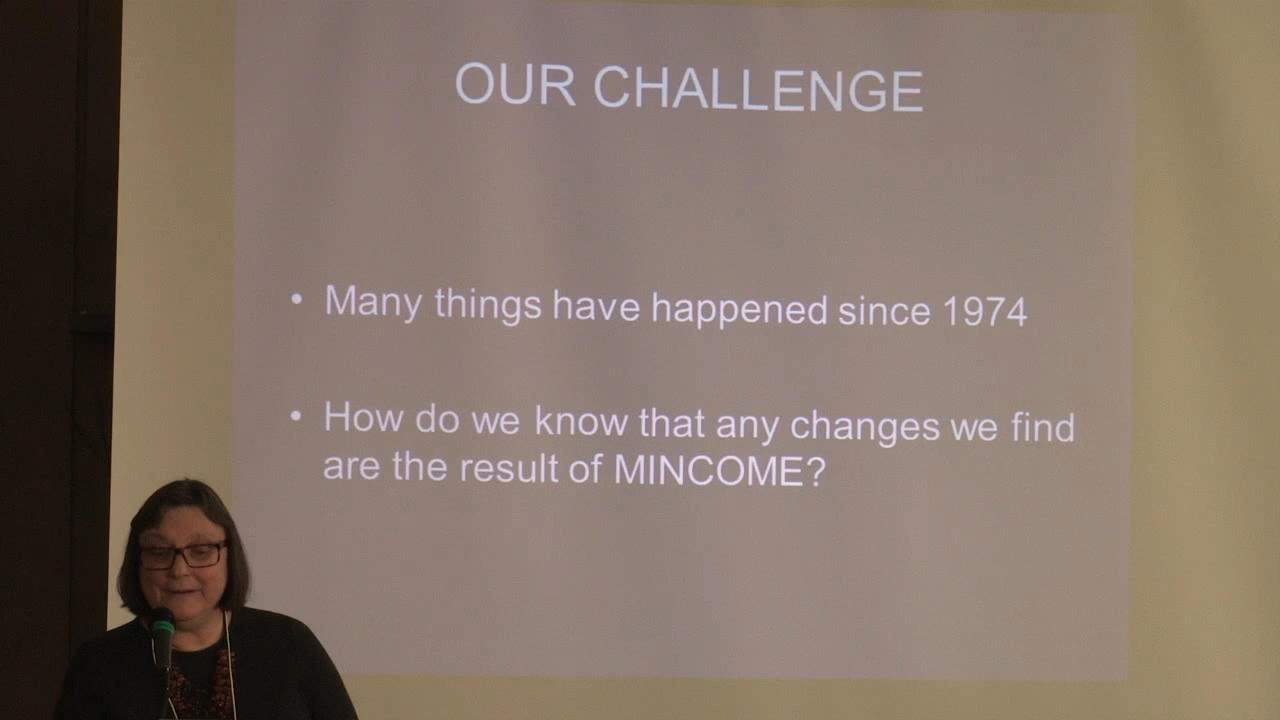 OUR CHALLENGE
• Many things have happened since 1974
• How do we know that any changes we find
are the result of MINCOME?